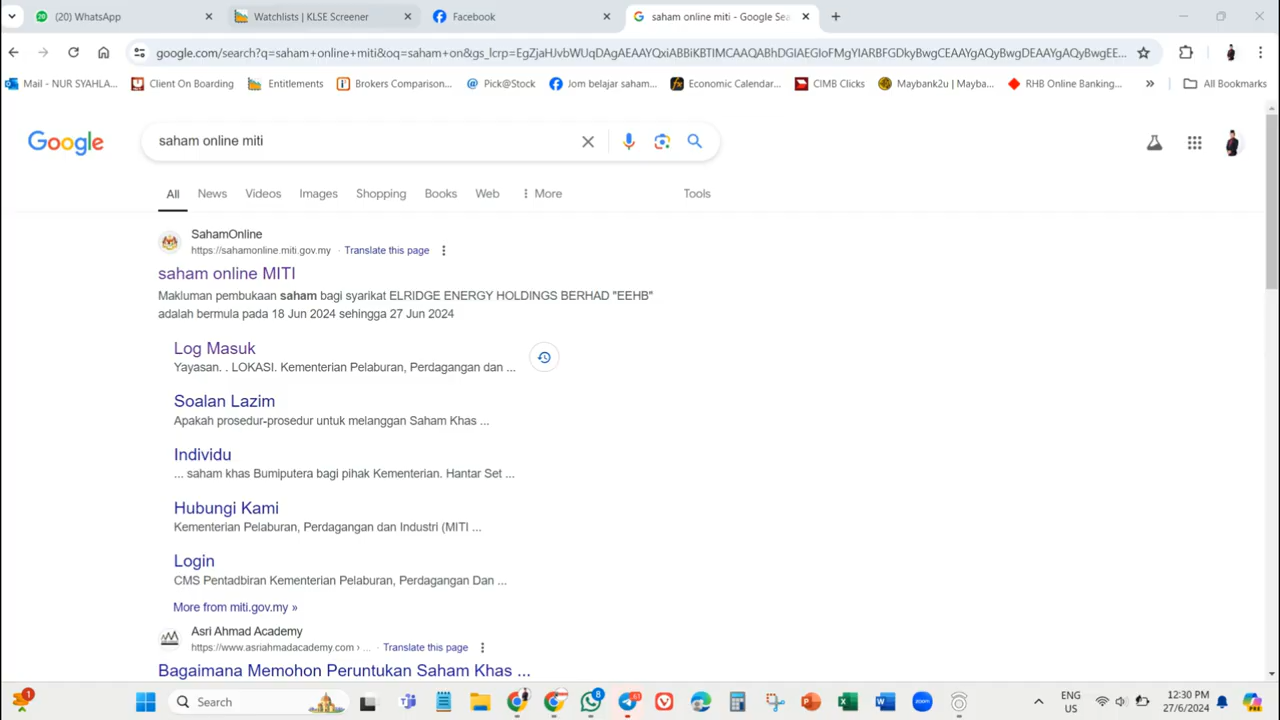 (20) WhatsApp
Watchlists | KLSE Screener
Facebook
saham online miti - Google Sea
google.com/search?q=saham+online+miti&oq=saham+on&gs_lcrp=EgZjaHJvbWUqDAgAEAAYQxiABBiKBTIMCAAQABhDGIAEGIoFMgYIARBFGDkyBwgCEAAYgAQyBwgDEAAYgAQyBwgEE...
Mail - NUR SYAHLA...
Client On Boarding
Entitlements
Brokers Comparison...
Pick@Stock
Jom belajar saham...
Economic Calendar...
CIMB Clicks
Maybank2u | Mayba...
RHB Online Banking...
»
All Bookmarks
Google
saham online miti
All
News
Videos
Images
Shopping
Books
Web
More
Tools
SahamOnline
https://sahamonline.miti.gov.my · Translate this page
saham online MITI
Makluman pembukaan saham bagi syarikat ELRIDGE ENERGY HOLDINGS BERHAD "EEHB"
adalah bermula pada 18 Jun 2024 sehingga 27 Jun 2024
Log Masuk
Yayasan. . LOKASI. Kementerian Pelaburan, Perdagangan dan ...
Soalan Lazim
Apakah prosedur-prosedur untuk melanggan Saham Khas ...
Individu
... saham khas Bumiputera bagi pihak Kementerian. Hantar Set ...
Hubungi Kami
Kementerian Pelaburan, Perdagangan dan Industri (MITI ...
Login
CMS Pentadbiran Kementerian Pelaburan, Perdagangan Dan ...
More from miti.gov.my »
Asri Ahmad Academy
https://www.asriahmadacademy.com › ... · Translate this page
Bagaimana Memohon Peruntukan Saham Khas ...
1
Search
8
61
zoom
ENG
US
12:30 PM
27/6/2024
PRE